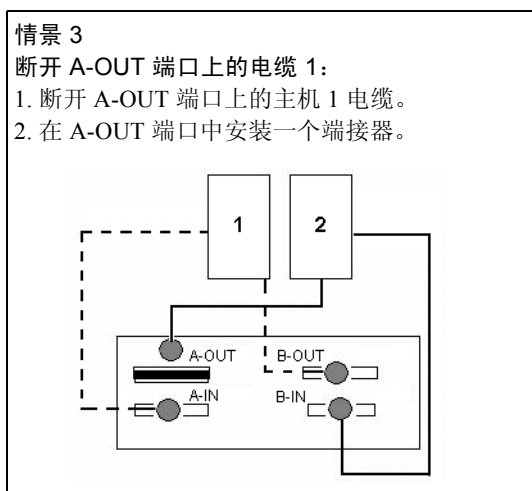 情景 3
断开 A-OUT 端口上的电缆 1：
1. 断开 A-OUT 端口上的主机 1 电缆。
2. 在 A-OUT 端口中安装一个端接器。
1
2
A-OUT
B-OUT
A-IN
B-IN